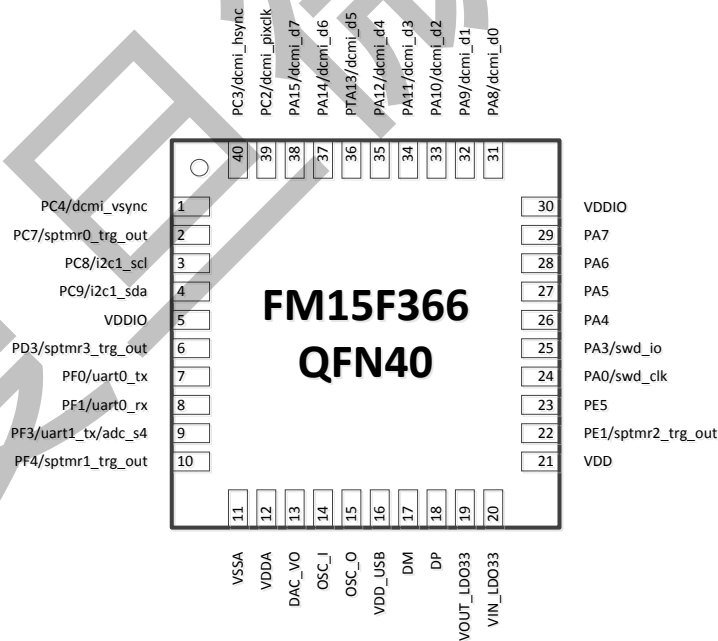 PC3/dcmi_hsync
PC2/dcmi_pixclk
PA15/dcmi_d7
PA14/dcmi_d6
PTA13/dcmi_d5
PA12/dcmi_d4
PA11/dcmi_d3
PA10/dcmi_d2
PA9/dcmi_d1
PA8/dcmi_d0
40 39 38 37 36 35 34 33 32 31
PC4/dcmi_vsync 1
PC7/sptmr0_trg_out 2
PC8/i2c1_scl 3
PC9/i2c1_sda 4
VDDIO 5
PD3/sptmr3_trg_out 6
PF0/uart0_tx 7
PF1/uart0_rx 8
PF3/uart1_tx/adc_s4 9
PF4/sptmr1_trg_out 10
FM15F366
QFN40
30 VDDIO
29 PA7
28 PA6
27 PA5
26 PA4
25 PA3/swd_io
24 PA0/swd_clk
23 PE5
22 PE1/sptmr2_trg_out
21 VDD
11 12 13 14 15 16 17 18 19 20
VSSA
VDDA
DAC_VO
OSC_I
OSC_O
VDD_USB
DM
DP
VOUT_LDO33
VIN_LDO33